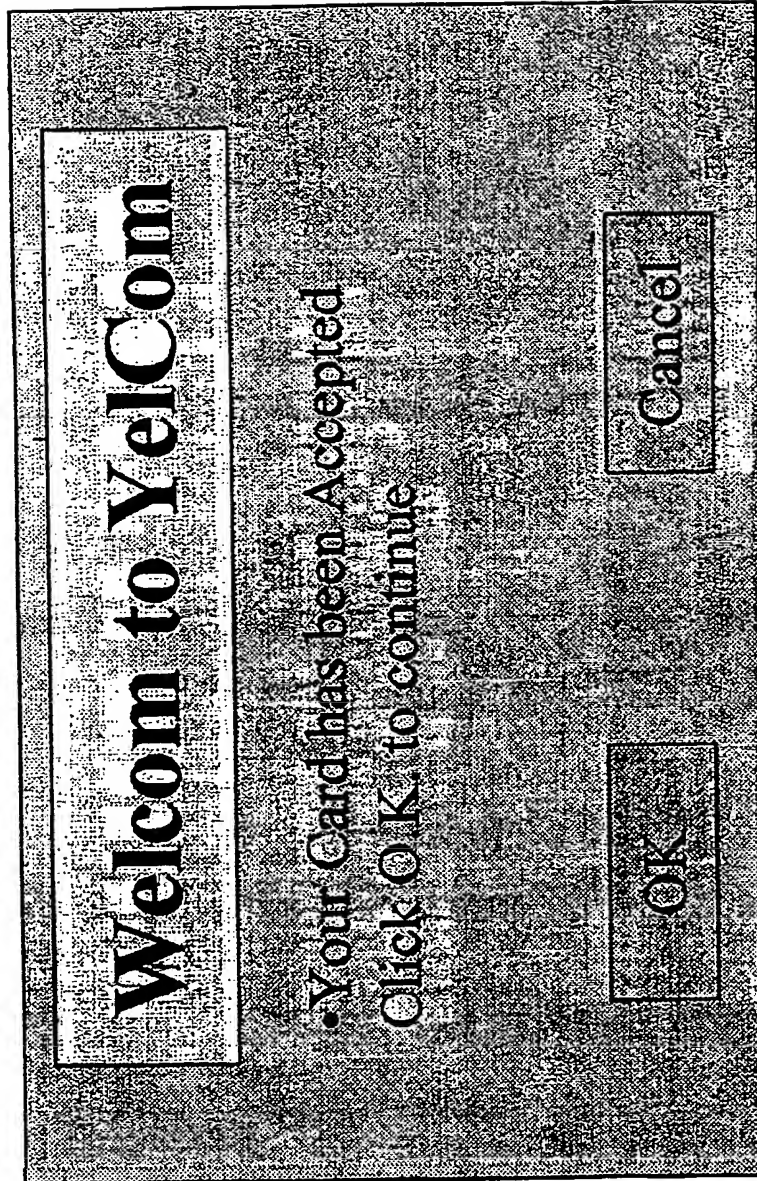 Welcom to YelCom
•Your Card has been Accepted
Click O.K. to continue
OK
Cancel